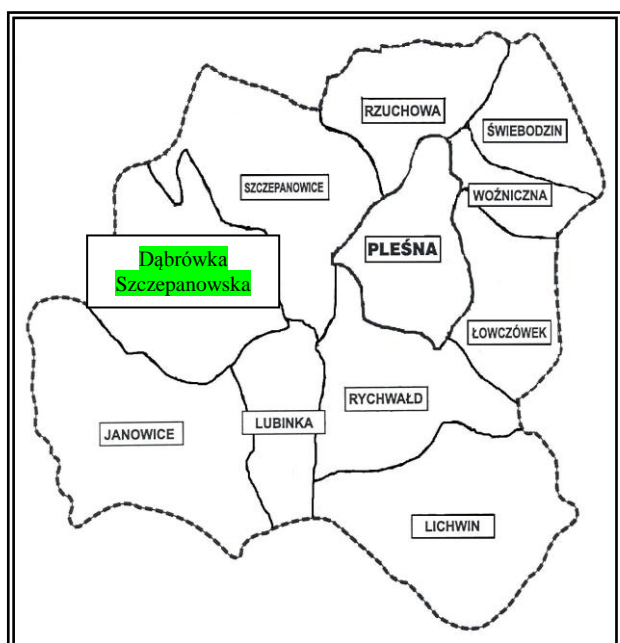 RZUCHOWA
ŚWIEBODZIN
SZCZEPANOWICE
WOŹNICZNA
PLEŚNA
Dąbrówka
Szczepanowska
ŁOWCZÓWEK
RYCHWAŁD
LUBINKA
JANOWICE
LICHWIN